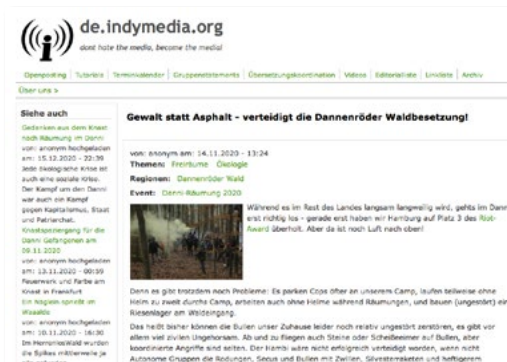 de.indymedia.org
dont hate the media, become the media!
Openposting | Tutorials | Terminkalender | Gruppenstatements | Übersetzungskoordination | Videos | Editorialliste | Linkliste | Archiv
Über uns >
Siehe auch
Gedanken aus dem Knast
nach Räumung im Danni
von: anonym hochgeladen
am: 15.12.2020 - 22:39
Jede ökologische Krise ist
auch eine soziale Krise.
Der Kampf um den Danni
war auch ein Kampf
gegen Kapitalismus, Staat
und Patriarchat.
Knastspaziergang für die
Danni Gefangenen am
09.11.2020
von: anonym hochgeladen
am: 13.11.2020 - 00:59
Feuerwerk und Farbe am
Knast in Frankfurt
Ein Naglein spreißt im
Waaalde
von: anonym hochgeladen
am: 10.11.2020 - 16:30
Im HerrenlosWald wurden
die Spikes mittlerweile ja
Gewalt statt Asphalt - verteidigt die Dannenröder Waldbesetzung!
von: anonym am: 14.11.2020 - 13:24
Themen: Freiräume Ökologie
Regionen: Dannenröder Wald
Event: Danni-Räumung 2020
Während es im Rest des Landes langsam langweilig wird, gehts im Dann
erst richtig los - gerade erst haben wir Hamburg auf Platz 3 des Riot-
Award überholt. Aber da ist noch Luft nach oben!
Denn es gibt trotzdem noch Probleme: Es parken Cops öfter an unserem Camp, laufen teilweise ohne
Helm zu zweit durchs Camp, arbeiten auch ohne Helme während Räumungen, und bauen (ungestört) ein
Riesenlager am Waldeingang.
Das heißt bisher können die Bullen unser Zuhause leider noch relativ ungestört zerstören, es gibt vor
allem viel zivilen Ungehorsam. Ab und zu fliegen auch Steine oder Scheißeeimer auf Bullen, aber
koordinierte Angriffe sind selten. Der Hambi wäre nicht erfolgreich verteidigt worden, wenn nicht
Autonome Gruppen die Rodungen, Secus und Bullen mit Zwillen, Silvesterraketen und heftigerem